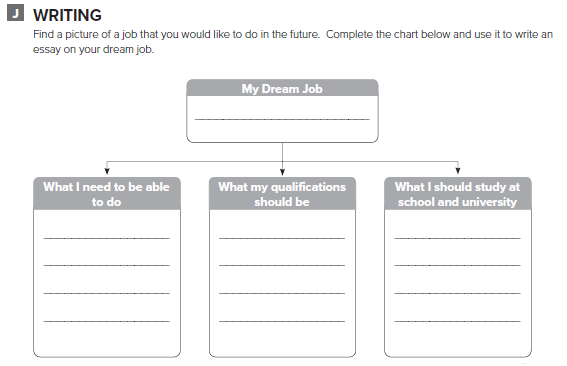 J WRITING
Find a picture of a job that you would like to do in the future. Complete the chart below and use it to write an
essay on your dream job.
My Dream Job
What I need to be able
to do
What my qualifications
should be
What I should study at
school and university